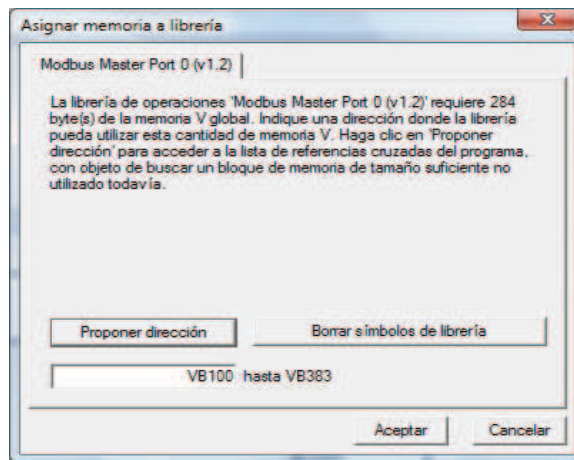 Asignar memoria a librería
Modbus Master Port 0 (v1.2)
La librería de operaciones 'Modbus Master Port 0 (v1.2)' requiere 284
byte(s) de la memoria V global. Indique una dirección donde la librería
pueda utilizar esta cantidad de memoria V. Haga clic en 'Proponer
dirección' para acceder a la lista de referencias cruzadas del programa,
con objeto de buscar un bloque de memoria de tamaño suficiente no
utilizado todavía.
Proponer dirección
Borrar símbolos de librería
VB100 hasta VB383
Aceptar
Cancelar